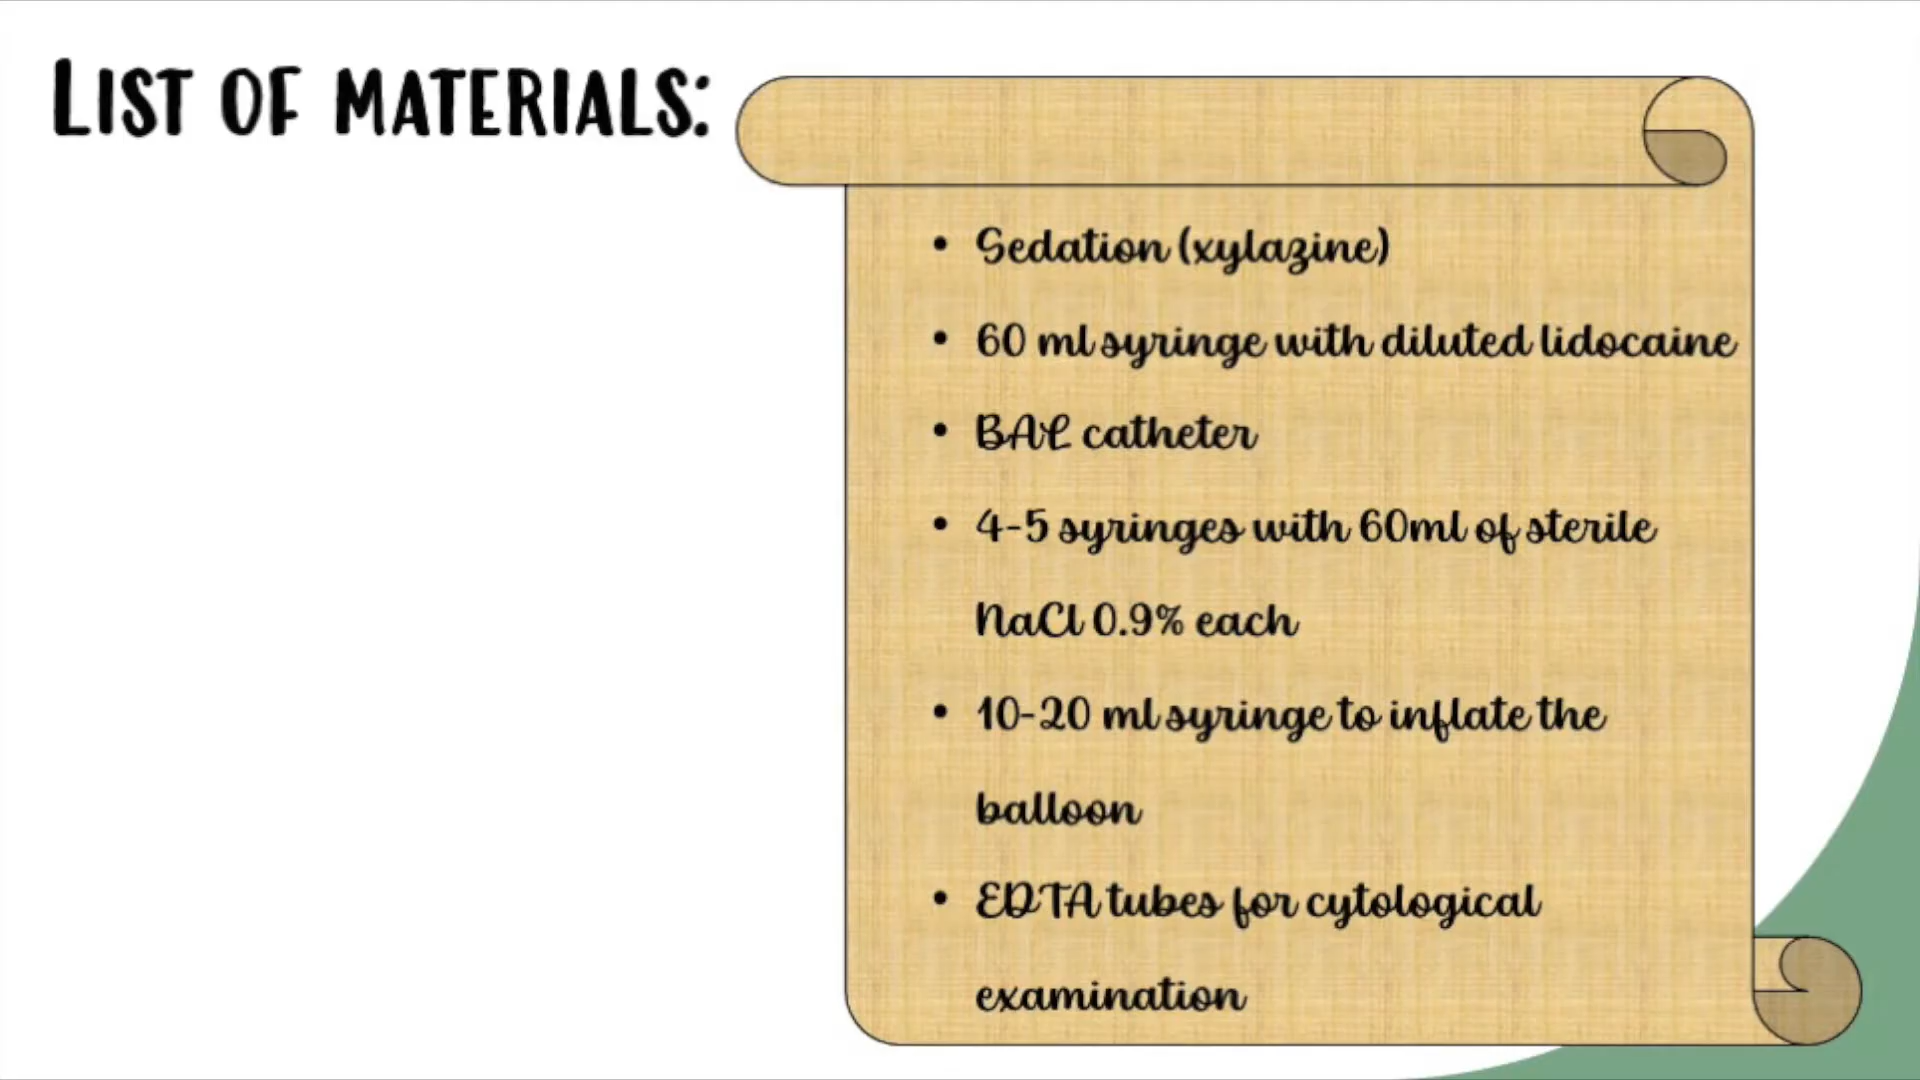 LIST OF MATERIALS:
• Sedation (xylazine)
• 60 ml syringe with diluted lidocaine
• BAL catheter
• 4-5 syringes with 60ml of sterile
NaCl 0.9% each
• 10-20 ml syringe to inflate the
balloon
• EDTA tubes for cytological
examination